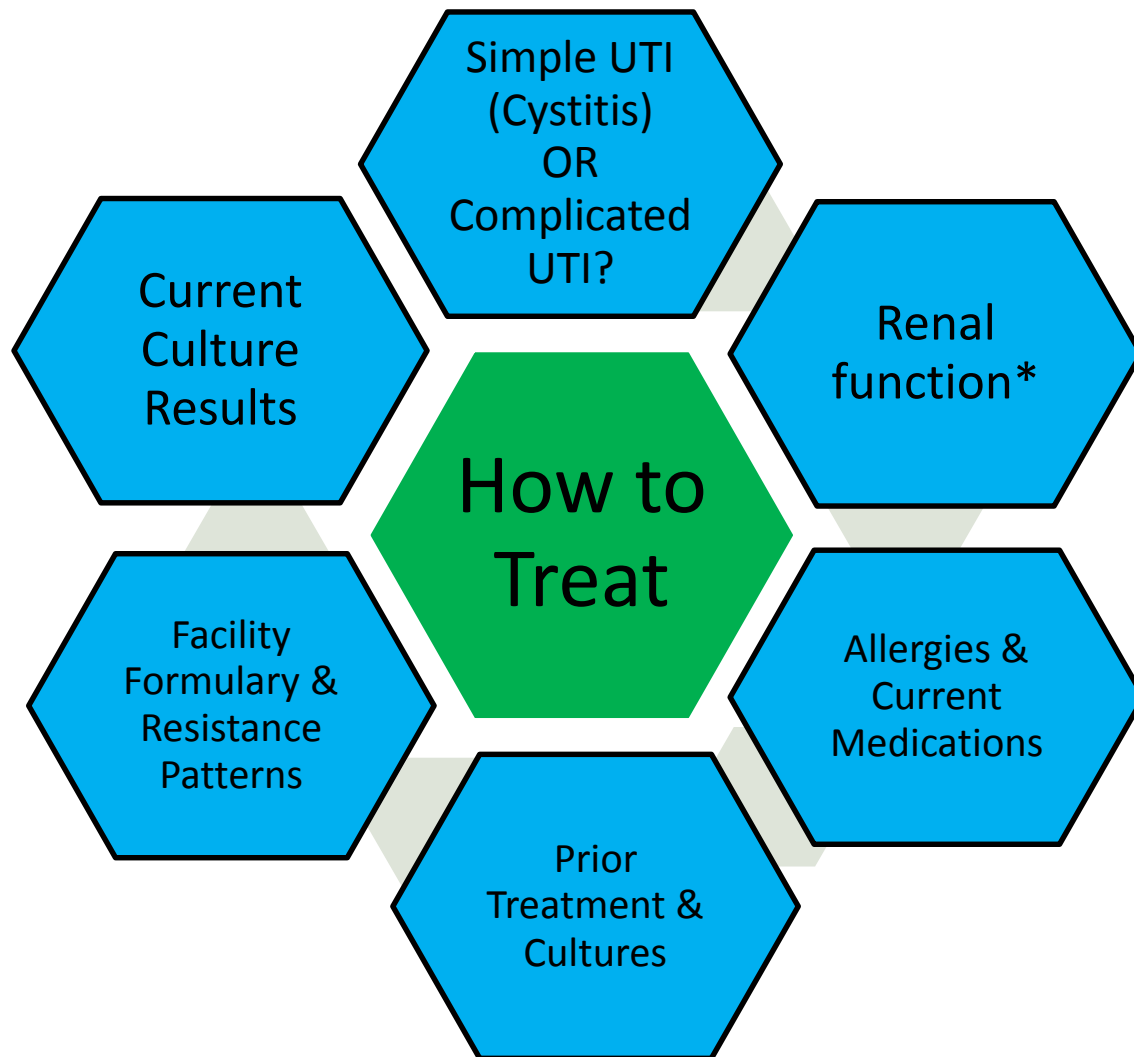 Simple UTI
(Cystitis)
OR
Complicated
UTI?
Renal
function*
Allergies &
Current
Medications
Prior
Treatment &
Cultures
Facility
Formulary &
Resistance
Patterns
Current
Culture
Results
How to
Treat